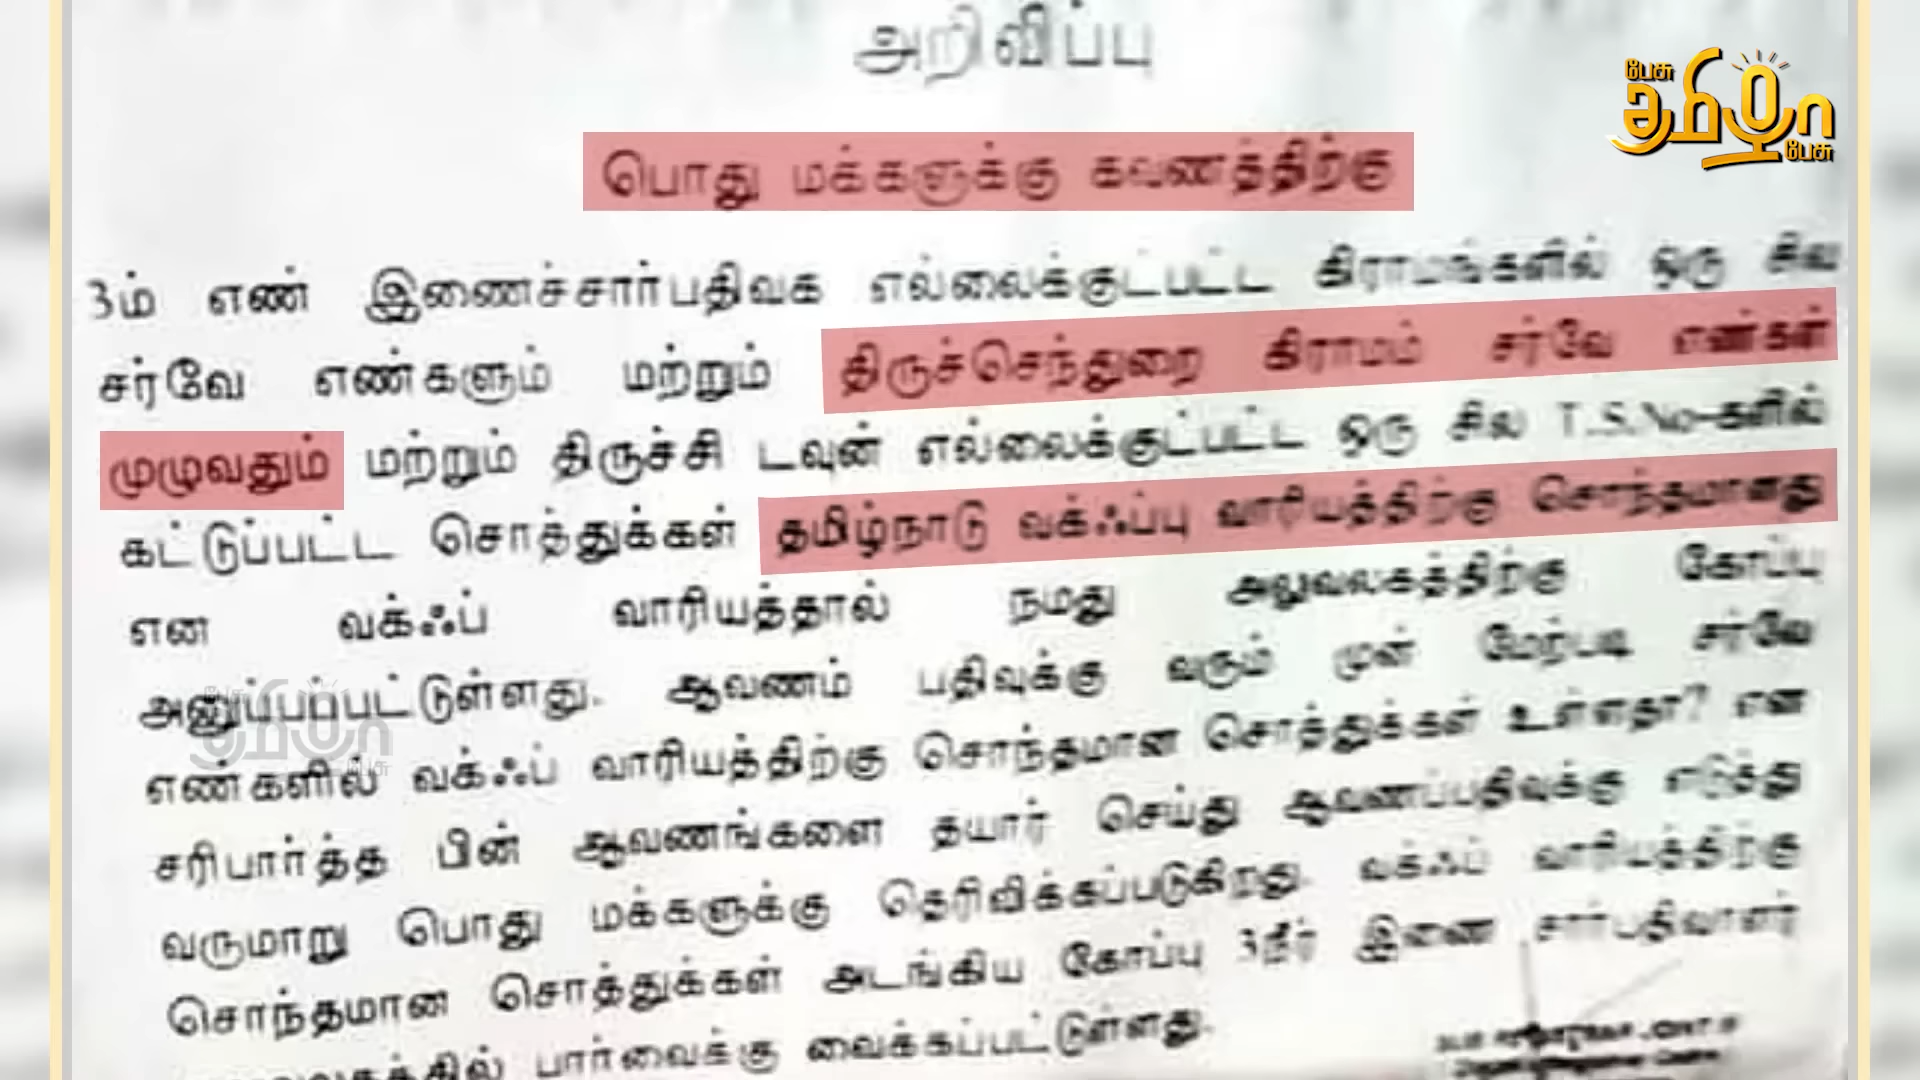 அறிவிப்பு
பேசு
தமிழா
பேசு
பொது மக்களுக்கு கவணத்திற்கு
3ம் எண் இணைச்சார்பதிவக எல்லைக்குட்பட்ட கிராமங்களில் ஒரு சில
சர்வே எண்களும் மற்றும் திருச்செந்துறை கிராமம் சர்வே எண்கள்
முழுவதும் மற்றும் திருச்சி டவுன் எல்லைக்குட்பட்ட ஒரு சில T.S.No-களில்
கட்டுப்பட்ட சொத்துக்கள் தமிழ்நாடு வக்ஃப்பு வாரியத்திற்கு சொந்தமானது
என வக்ஃப் வாரியத்தால் நமது அலுவலகத்திற்கு கோப்பு
அனுப்பப்பட்டுள்ளது. ஆவணம் பதிவுக்கு வரும் முன் மேற்படி சர்வே
எண்களில் வக்ஃப் வாரியத்திற்கு சொந்தமான சொத்துக்கள் உள்ளதா? என
சரிபார்த்த பின் ஆவணங்களை தயார் செய்து ஆவணப்பதிவுக்கு எடுத்து
வருமாறு பொது மக்களுக்கு தெரிவிக்கப்படுகிறது. வக்ஃப் வாரியத்திற்கு
சொந்தமான சொத்துக்கள் அடங்கிய கோப்பு 3நீர் இணை சார்பதிவாளர்
பார்வைக்கு வைக்கப்பட்டுள்ளது.